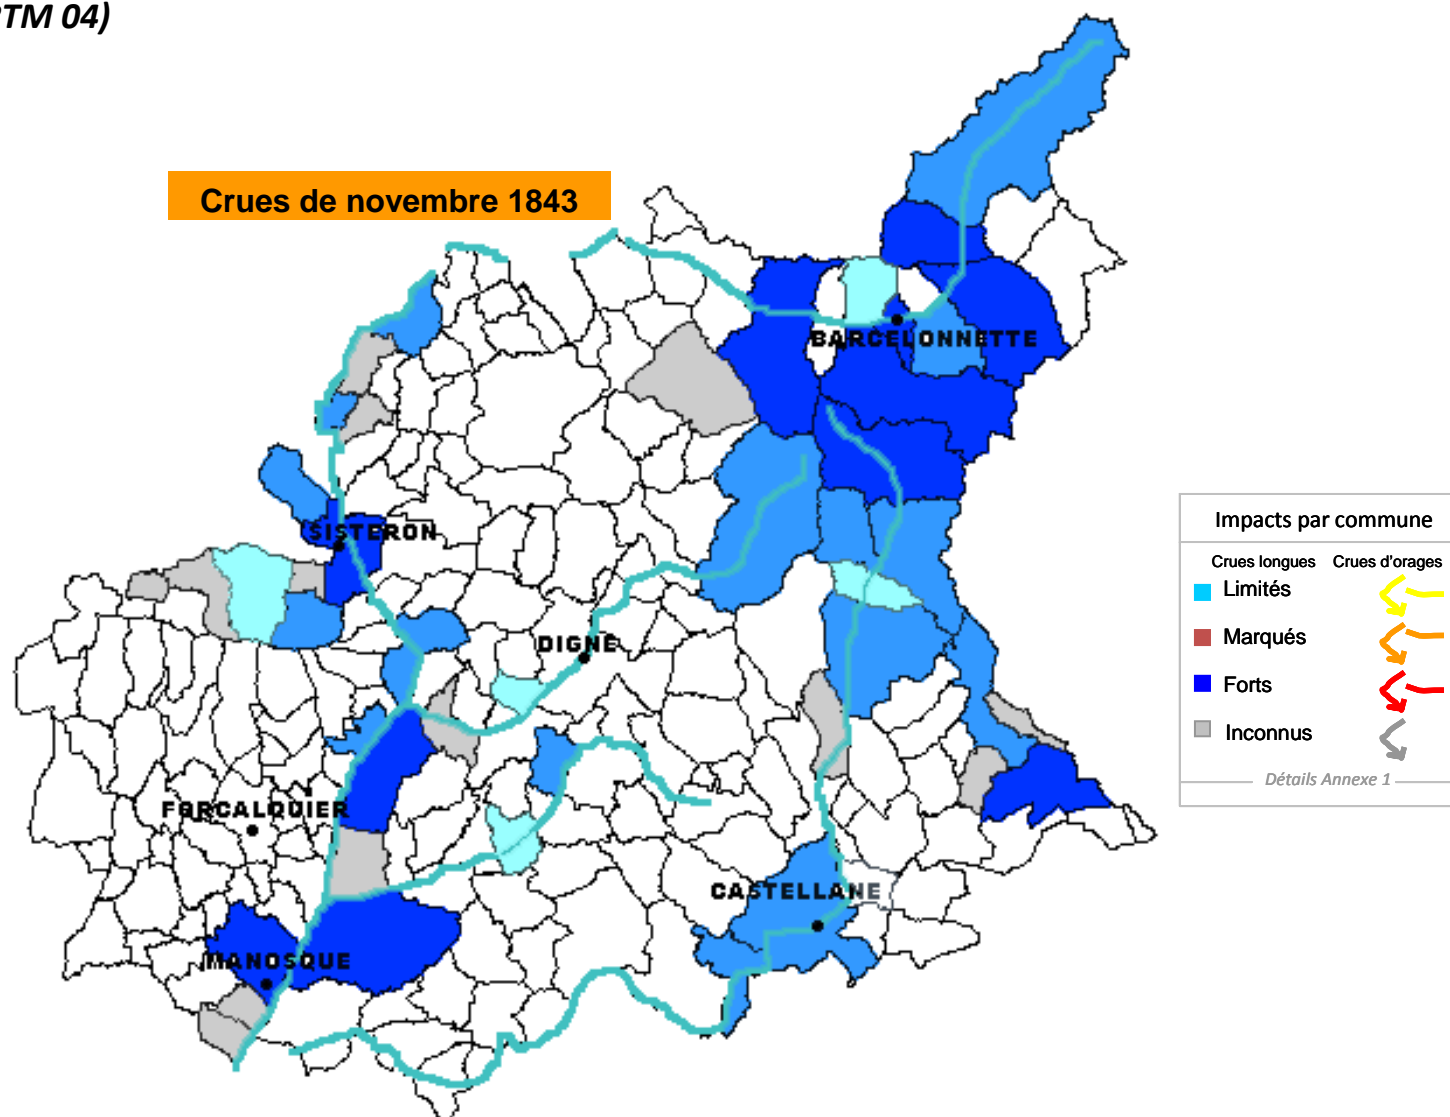 RTM 04)
Crues de novembre 1843
BARCELONNETTE
SISTERON
DIGNE
FORCALQUIER
CASTELLANE
MANOSQUE
Impacts par commune
Crues longues Crues d'orages
Limités
Marqués
Forts
Inconnus
Détails Annexe 1